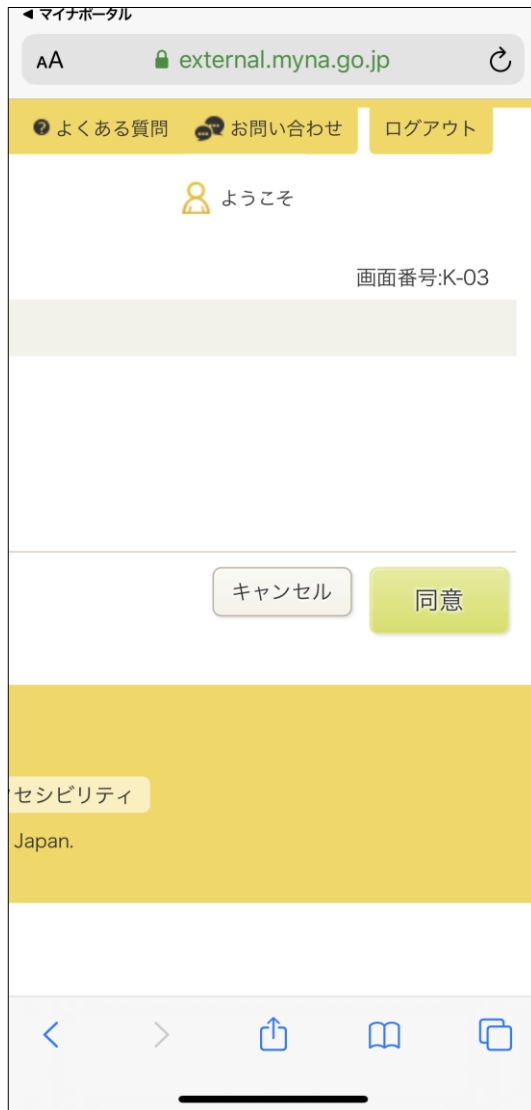 ◀ マイナポータル
AA external.myna.go.jp
よくある質問 お問い合わせ ログアウト
ようこそ
画面番号:K-03
キャンセル 同意
セシビリティ
Japan.